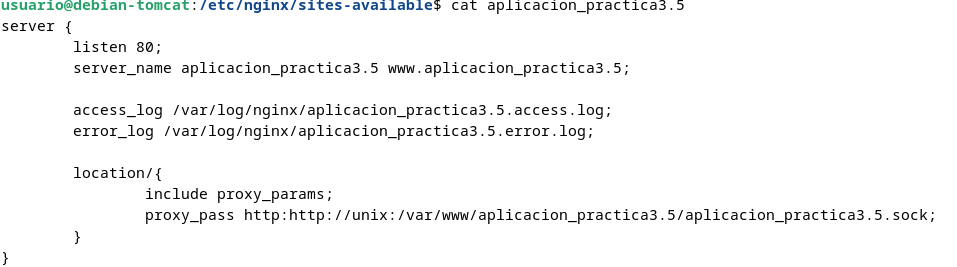 usuario@debian-tomcat:/etc/nginx/sites-available$ cat aplicacion_practica3.5
server {
        listen 80;
        server_name aplicacion_practica3.5 www.aplicacion_practica3.5;

        access_log /var/log/nginx/aplicacion_practica3.5.access.log;
        error_log /var/log/nginx/aplicacion_practica3.5.error.log;

        location/{
                include proxy_params;
                proxy_pass http:http://unix:/var/www/aplicacion_practica3.5/aplicacion_practica3.5.sock;
        }
}